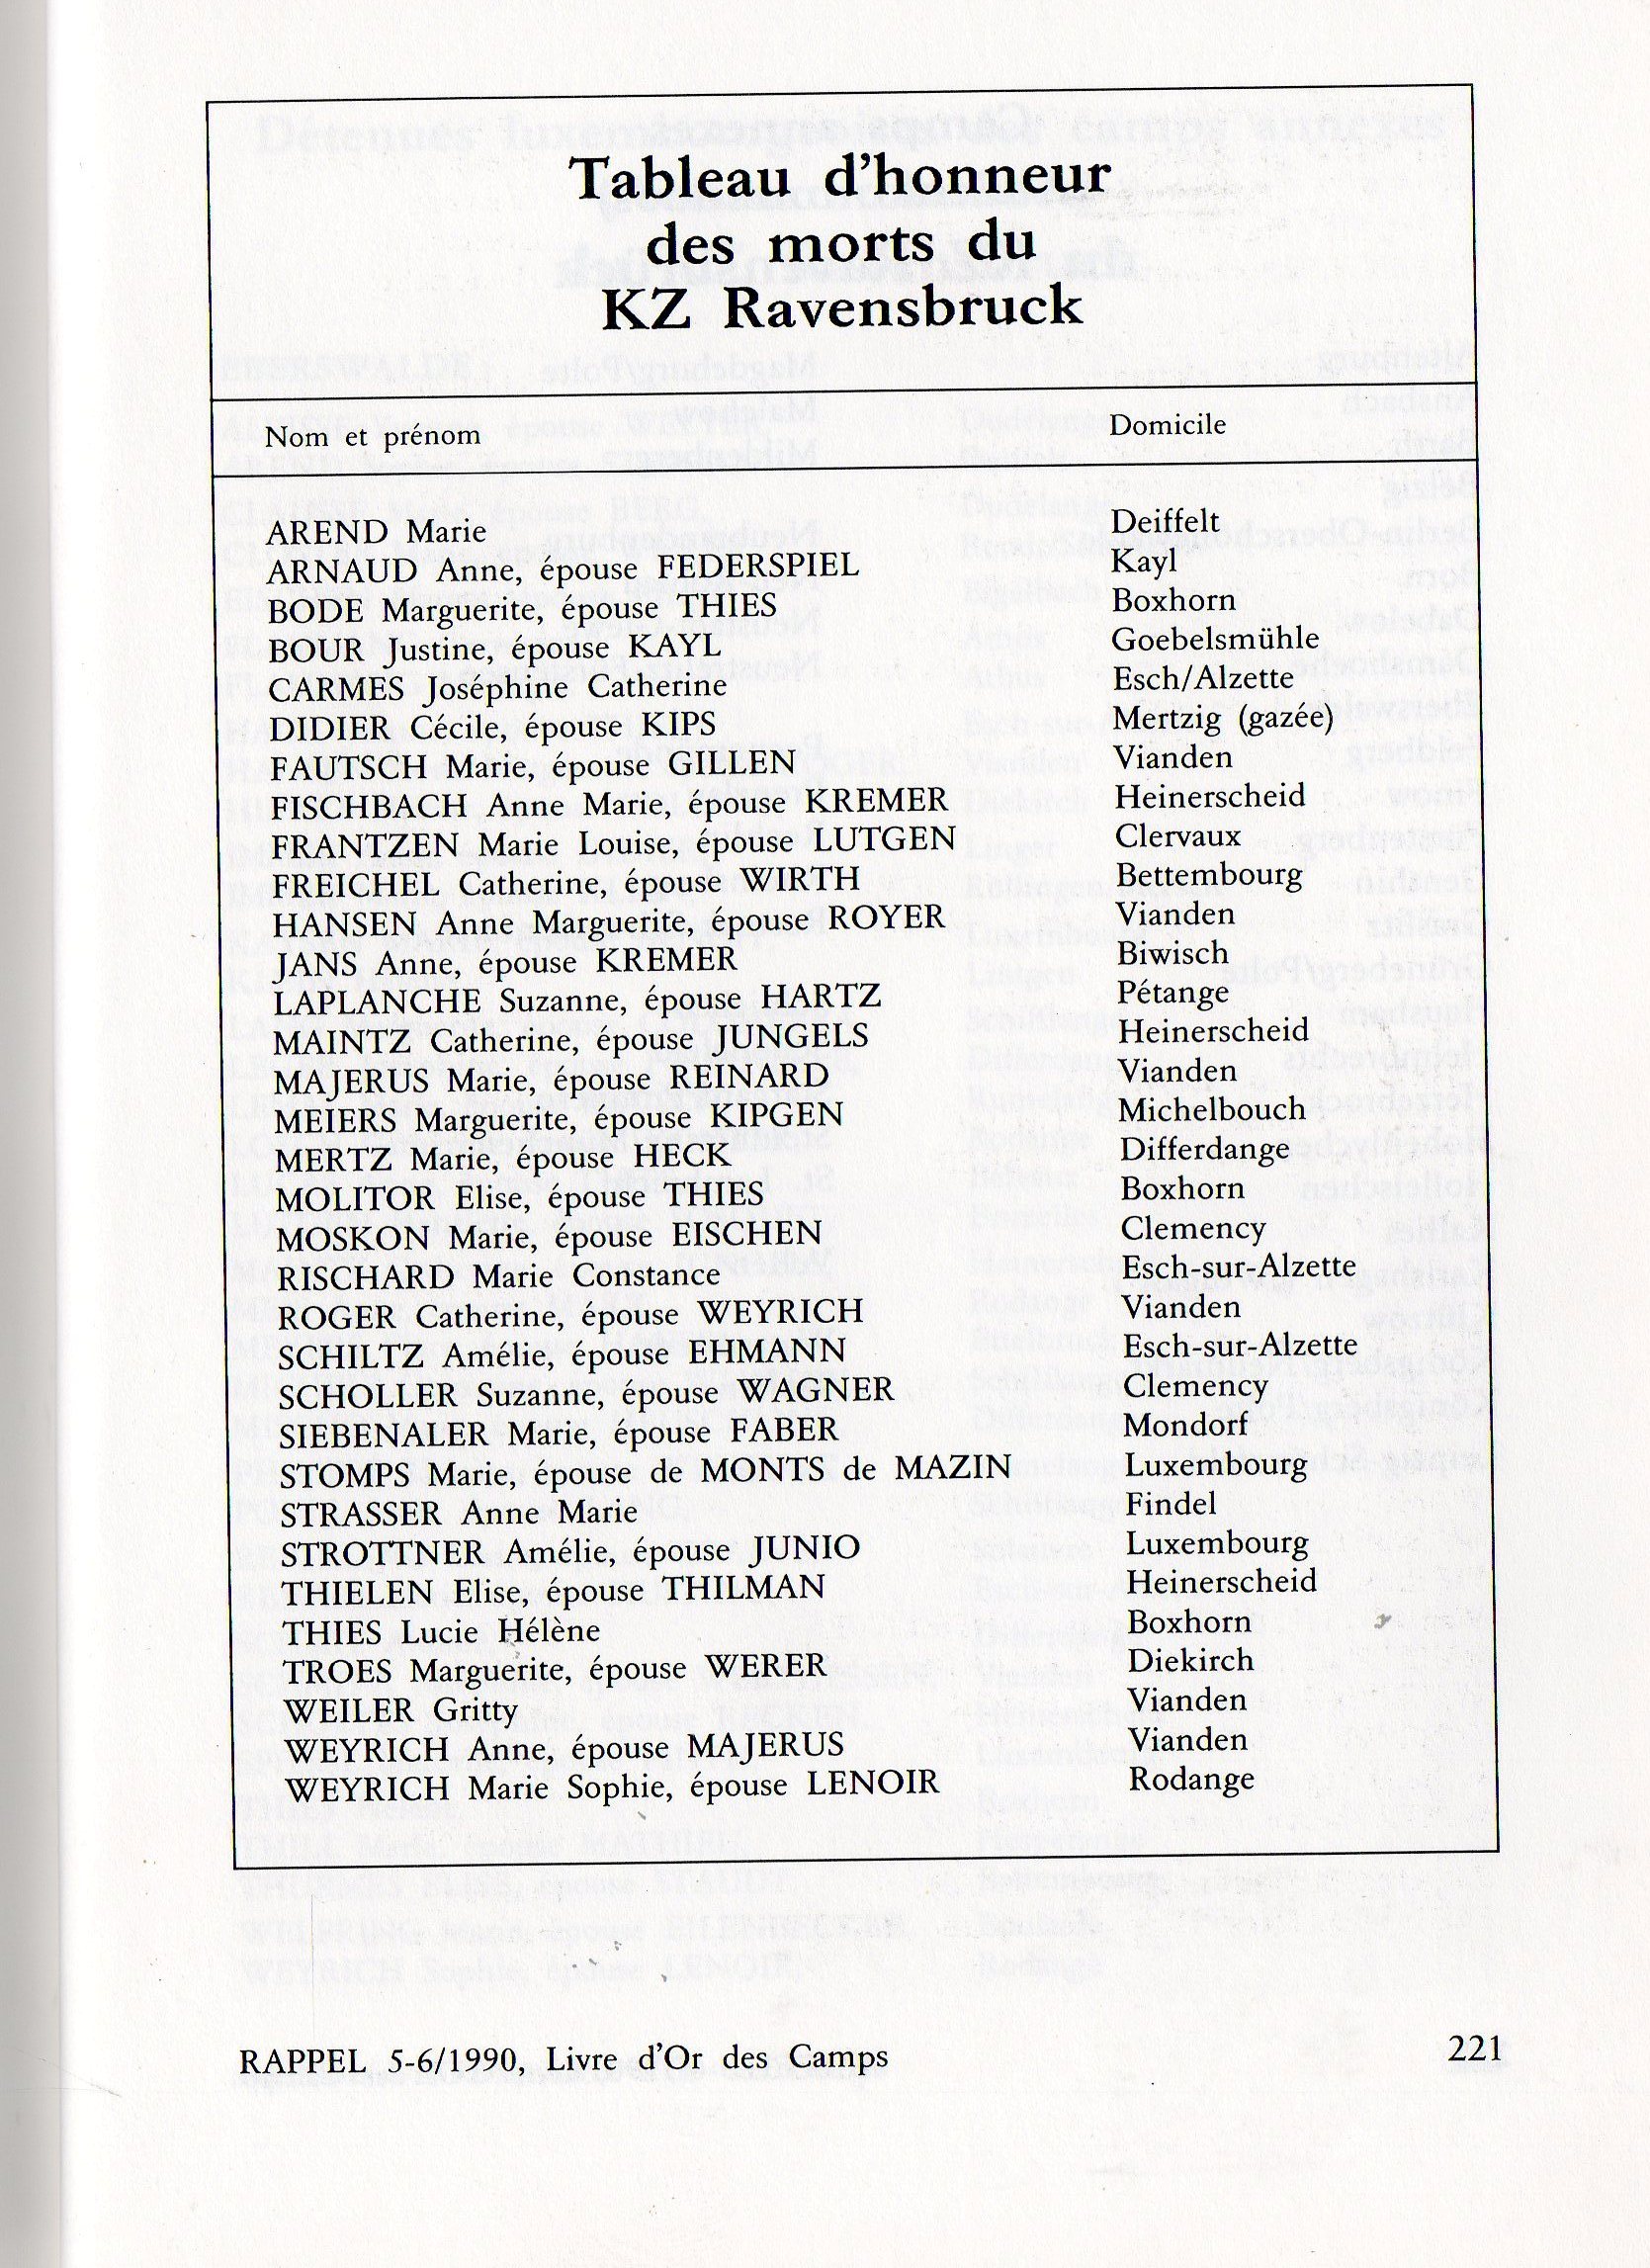 Tableau d'honneur
des morts du
KZ Ravensbruck
Nom et prénom Domicile
AREND Marie Deiffelt
ARNAUD Anne, épouse FEDERSPIEL Kayl
BODE Marguerite, épouse THIES Boxhorn
BOUR Justine, épouse KAYL Goebelsmühle
CARMES Joséphine Catherine Esch/Alzette
DIDIER Cécile, épouse KIPS Mertzig (gazée)
FAUTSCH Marie, épouse GILLEN Vianden
FISCHBACH Anne Marie, épouse KREMER Heinerscheid
FRANTZEN Marie Louise, épouse LUTGEN Clervaux
FREICHEL Catherine, épouse WIRTH Bettembourg
HANSEN Anne Marguerite, épouse ROYER Vianden
JANS Anne, épouse KREMER Biwisch
LAPLANCHE Suzanne, épouse HARTZ Pétange
MAINTZ Catherine, épouse JUNGELS Heinerscheid
MAJERUS Marie, épouse REINARD Vianden
MEIERS Marguerite, épouse KIPGEN Michelbouch
MERTZ Marie, épouse HECK Differdange
MOLITOR Elise, épouse THIES Boxhorn
MOSKON Marie, épouse EISCHEN Clemency
RISCHARD Marie Constance Esch-sur-Alzette
ROGER Catherine, épouse WEYRICH Vianden
SCHILTZ Amélie, épouse EHMANN Esch-sur-Alzette
SCHOLLER Suzanne, épouse WAGNER Clemency
SIEBENALER Marie, épouse FABER Mondorf
STOMPS Marie, épouse de MONTS de MAZIN Luxembourg
STRASSER Anne Marie Findel
STROTTNER Amélie, épouse JUNIO Luxembourg
THIELEN Elise, épouse THILMAN Heinerscheid
THIES Lucie Hélène Boxhorn
TROES Marguerite, épouse WERER Diekirch
WEILER Gritty Vianden
WEYRICH Anne, épouse MAJERUS Vianden
WEYRICH Marie Sophie, épouse LENOIR Rodange
RAPPEL 5-6/1990, Livre d'Or des Camps 221